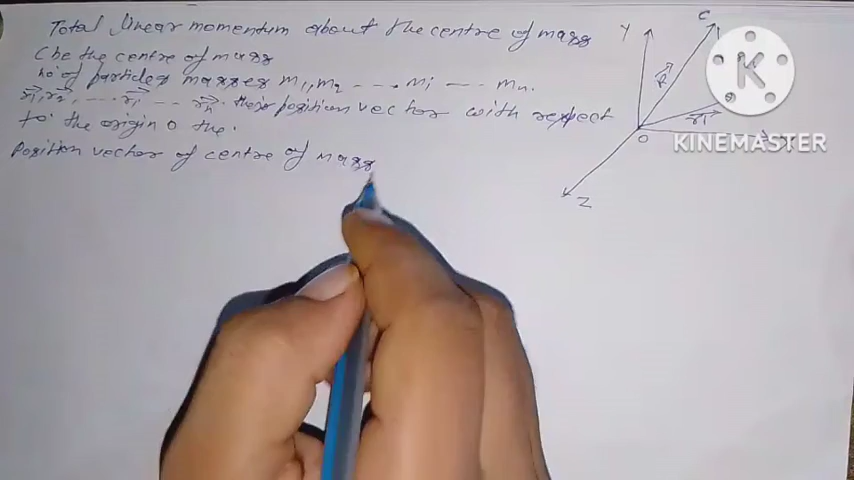 Total linear momentum about the centre of mass
C be the centre of mass
no of particles masses m1, m2 ---- mi ---- mn.
r1, r2, ---- ri -- rn. their position vector with respect
to the origin O the.
Position vector of centre of mass
Y
C
R
ri
O
Z
K
KINEMASTER